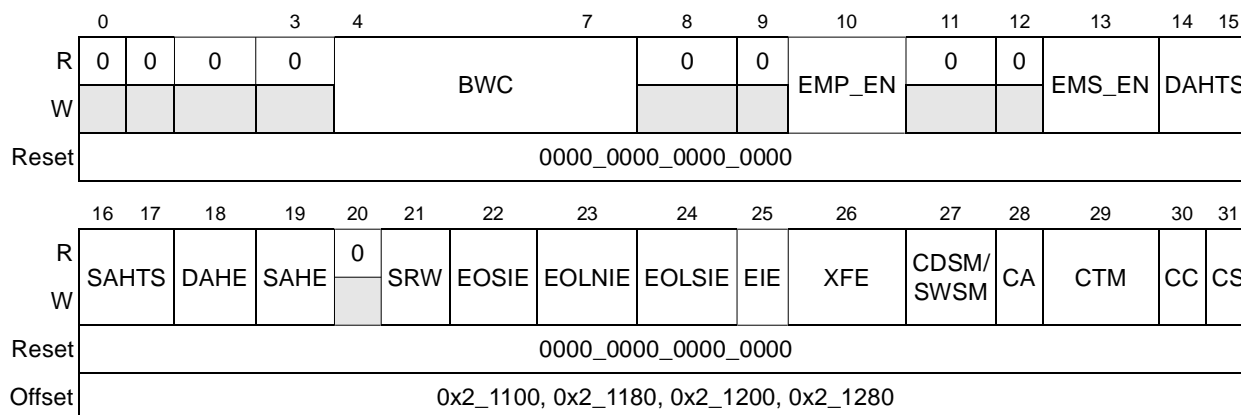 0 3 4 7 8 9 10 11 12 13 14 15
R 0 0 0 0 BWC 0 0 EMP_EN 0 0 EMS_EN DAHTS
W
Reset 0000_0000_0000_0000
16 17 18 19 20 21 22 23 24 25 26 27 28 29 30 31
R SAHTS DAHE SAHE 0 SRW EOSIE EOLNIE EOLSIE EIE XFE CDSM/ CA CTM CC CS
W SWSM
Reset 0000_0000_0000_0000
Offset 0x2_1100, 0x2_1180, 0x2_1200, 0x2_1280